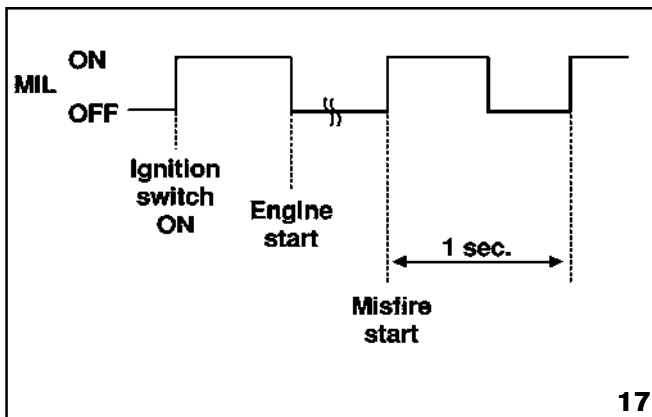 ON
MIL
OFF
Ignition
switch
ON
Engine
start
1 sec.
Misfire
start
17